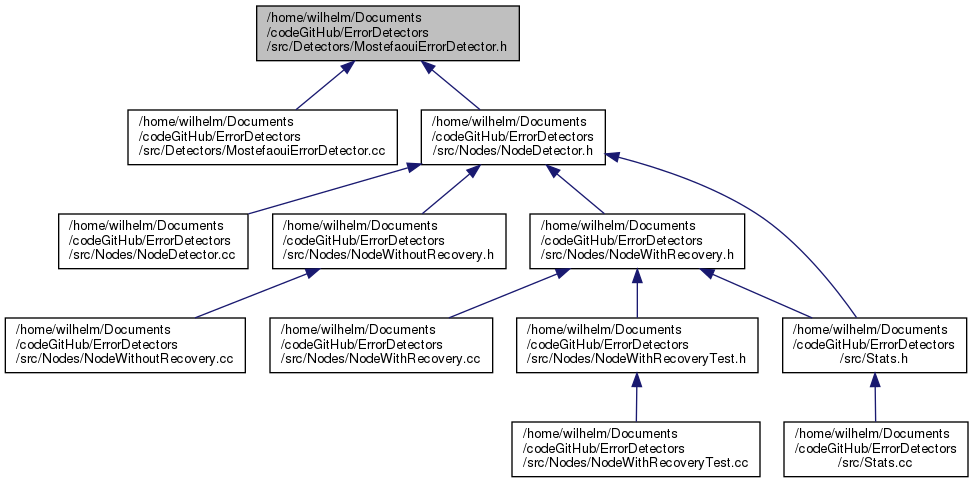 /home/wilhelm/Documents
/codeGitHub/ErrorDetectors
/src/Detectors/MostefaouiErrorDetector.h
/home/wilhelm/Documents
/codeGitHub/ErrorDetectors
/src/Detectors/MostefaouiErrorDetector.cc
/home/wilhelm/Documents
/codeGitHub/ErrorDetectors
/src/Nodes/NodeDetector.h
/home/wilhelm/Documents
/codeGitHub/ErrorDetectors
/src/Nodes/NodeDetector.cc
/home/wilhelm/Documents
/codeGitHub/ErrorDetectors
/src/Nodes/NodeWithoutRecovery.h
/home/wilhelm/Documents
/codeGitHub/ErrorDetectors
/src/Nodes/NodeWithRecovery.h
/home/wilhelm/Documents
/codeGitHub/ErrorDetectors
/src/Nodes/NodeWithoutRecovery.cc
/home/wilhelm/Documents
/codeGitHub/ErrorDetectors
/src/Nodes/NodeWithRecovery.cc
/home/wilhelm/Documents
/codeGitHub/ErrorDetectors
/src/Nodes/NodeWithRecoveryTest.h
/home/wilhelm/Documents
/codeGitHub/ErrorDetectors
/src/Stats.h
/home/wilhelm/Documents
/codeGitHub/ErrorDetectors
/src/Nodes/NodeWithRecoveryTest.cc
/home/wilhelm/Documents
/codeGitHub/ErrorDetectors
/src/Stats.cc